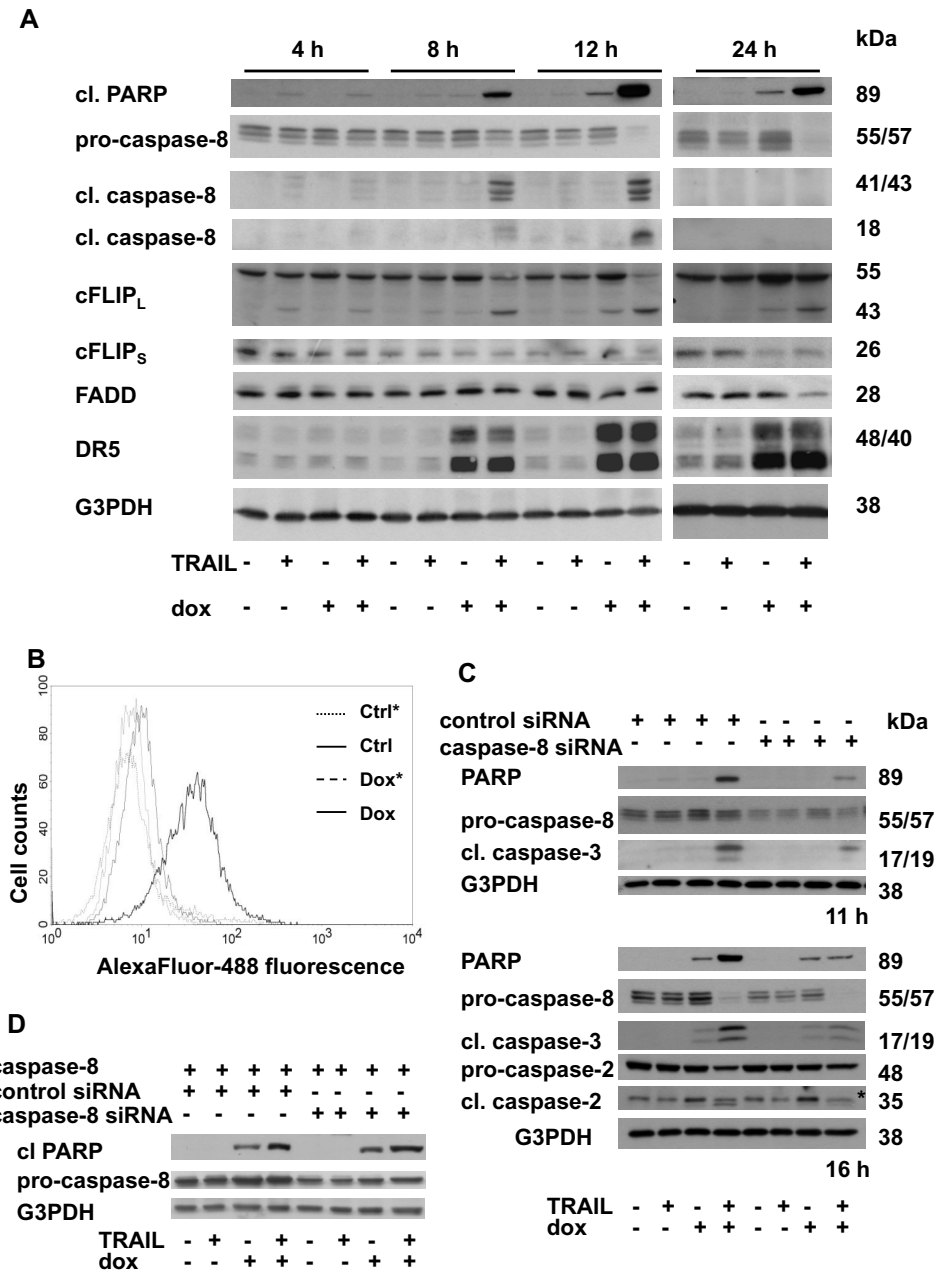 A
4 h 8 h 12 h 24 h kDa
cl. PARP 89
pro-caspase-8 55/57
cl. caspase-8 41/43
cl. caspase-8 18
55
cFLIPL
43
cFLIPS 26
FADD 28
DR5 48/40
G3PDH 38
TRAIL - + - + - + - + - + - + - + - +
dox - - + + - - + + - - + + - - + +
B
100
80
60
40
20
0
Cell counts
Ctrl*
Ctrl
Dox*
Dox
10^0 10^1 10^2 10^3 10^4
AlexaFluor-488 fluorescence
C
control siRNA + + + + - - - - kDa
caspase-8 siRNA - - - - + + + +
PARP 89
pro-caspase-8 55/57
cl. caspase-3 17/19
G3PDH 38
11 h
PARP 89
pro-caspase-8 55/57
cl. caspase-3 17/19
pro-caspase-2 48
cl. caspase-2 * 35
G3PDH 38
16 h
TRAIL - + - + - + - +
dox - - + + - - + +
D
caspase-8 + + + + + + + +
control siRNA + + + + - - - -
caspase-8 siRNA - - - - + + + +
cl PARP
pro-caspase-8
G3PDH
TRAIL - + - + - + - +
dox - - + + - - + +